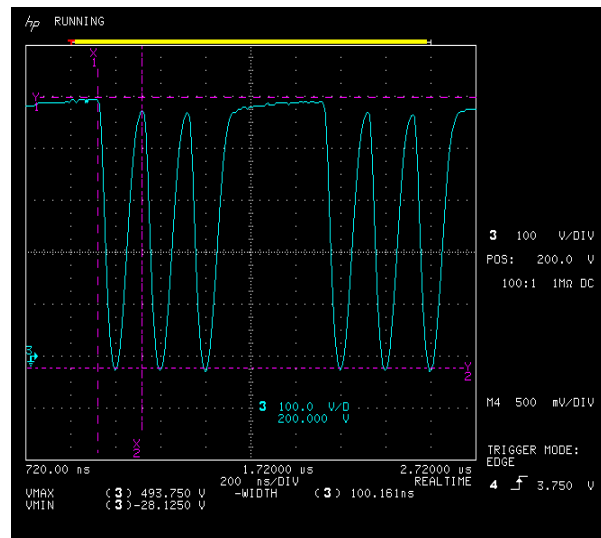 hp RUNNING
X
1
Y
1
3 100 V/DIV
POS: 200.0 V
100:1 1MΩ DC
3
Y
2
3 100.0 V/D
200.000 V
M4 500 mV/DIV
X
2
TRIGGER MODE:
EDGE
4 3.750 V
720.00 ns 1.72000 us 2.72000 us
200 ns/DIV REALTIME
VMAX (3) 493.750 V -WIDTH (3) 100.161ns
VMIN (3)-28.1250 V